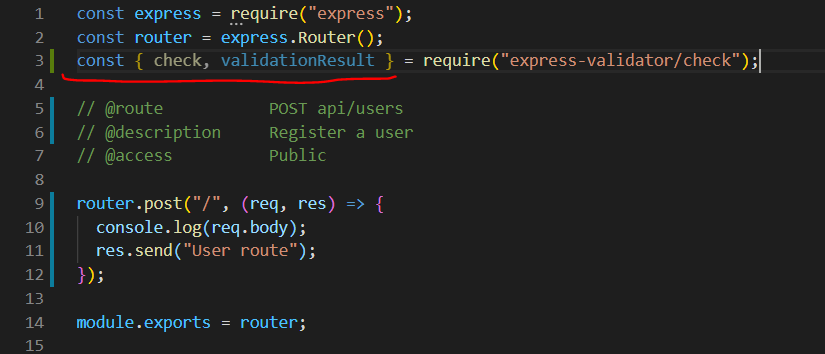 1 const express = require("express");
2 const router = express.Router();
3 const { check, validationResult } = require("express-validator/check");
4
5 // @route           POST api/users
6 // @description     Register a user
7 // @access          Public
8
9 router.post("/", (req, res) => {
10   console.log(req.body);
11   res.send("User route");
12 });
13
14 module.exports = router;
15